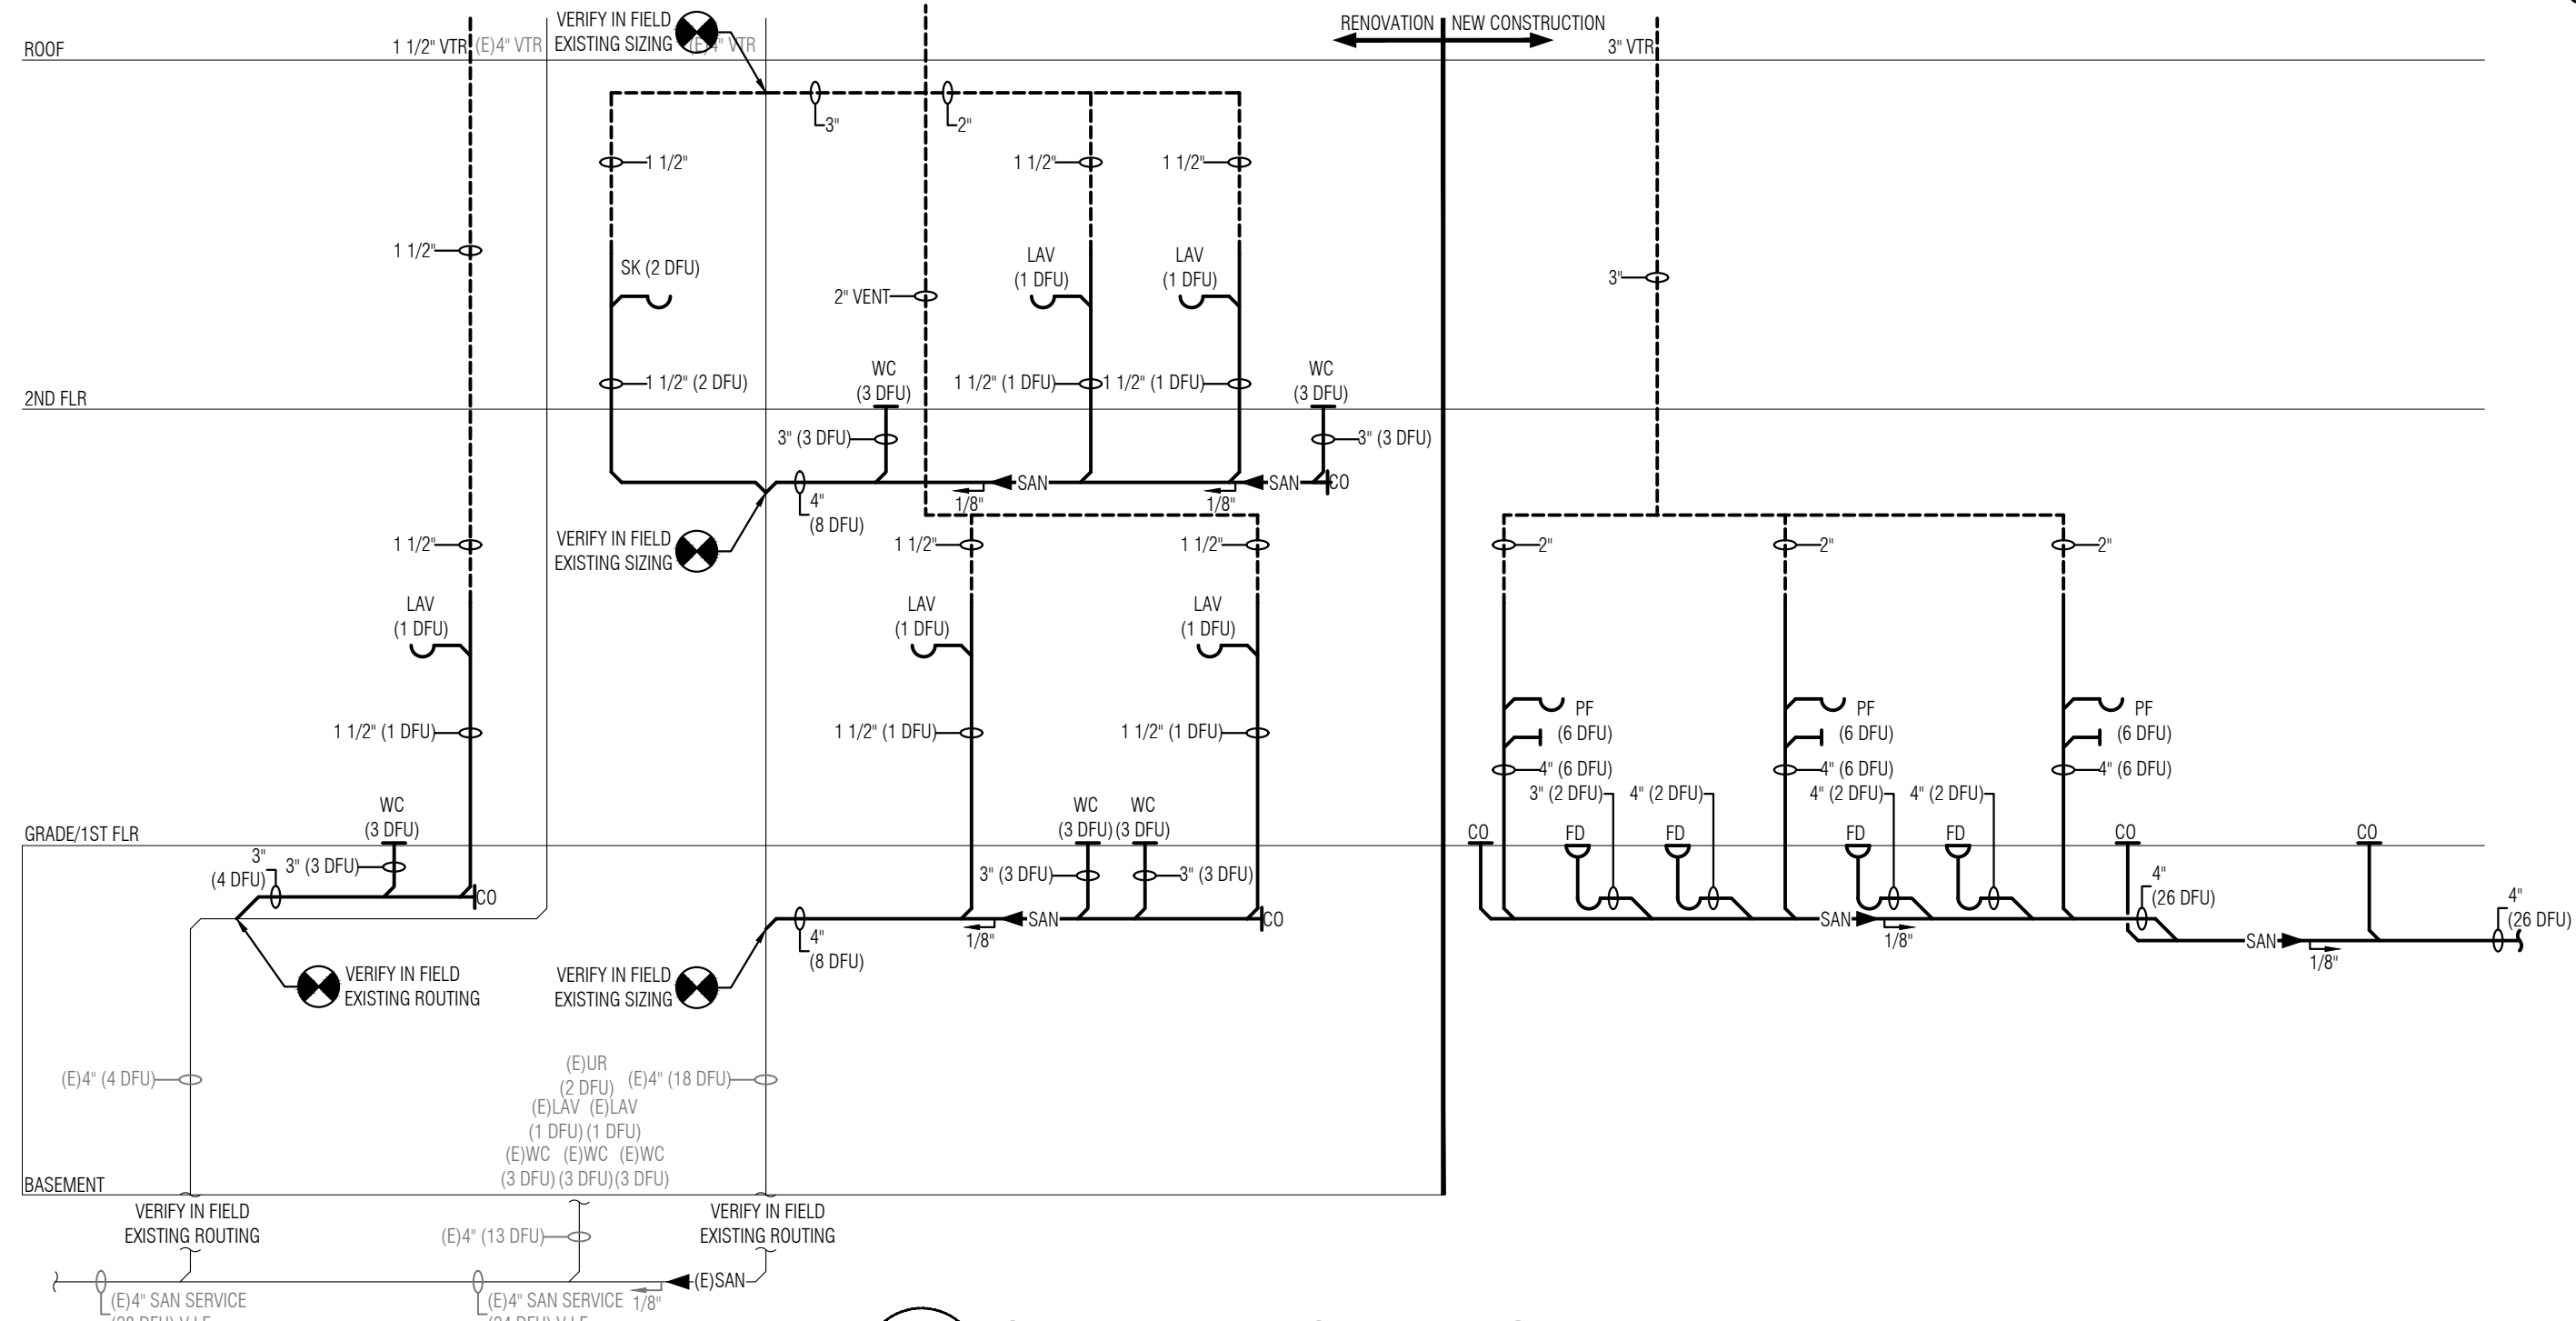 VERIFY IN FIELD
EXISTING SIZING
RENOVATION
NEW CONSTRUCTION
ROOF
1 1/2" VTR
(E)4" VTR
(E)4" VTR
3" VTR
3"
2"
1 1/2"
1 1/2"
1 1/2"
1 1/2"
SK (2 DFU)
LAV
(1 DFU)
LAV
(1 DFU)
2" VENT
3"
2ND FLR
1 1/2" (2 DFU)
WC
(3 DFU)
1 1/2" (1 DFU)
1 1/2" (1 DFU)
WC
(3 DFU)
3" (3 DFU)
3" (3 DFU)
SAN
SAN
CO
4"
(8 DFU)
1/8"
1/8"
VERIFY IN FIELD
EXISTING SIZING
1 1/2"
1 1/2"
1 1/2"
2"
2"
2"
LAV
(1 DFU)
LAV
(1 DFU)
LAV
(1 DFU)
1 1/2" (1 DFU)
1 1/2" (1 DFU)
1 1/2" (1 DFU)
PF
(6 DFU)
PF
(6 DFU)
PF
(6 DFU)
4" (6 DFU)
4" (6 DFU)
4" (6 DFU)
3" (2 DFU)
4" (2 DFU)
4" (2 DFU)
4" (2 DFU)
GRADE/1ST FLR
WC
(3 DFU)
WC
(3 DFU)
WC
(3 DFU)
CO
FD
FD
FD
FD
CO
CO
3"
(4 DFU)
3" (3 DFU)
CO
3" (3 DFU)
3" (3 DFU)
SAN
CO
4"
(8 DFU)
1/8"
SAN
1/8"
4"
(26 DFU)
SAN
1/8"
4"
(26 DFU)
VERIFY IN FIELD
EXISTING ROUTING
VERIFY IN FIELD
EXISTING SIZING
(E)4" (4 DFU)
(E)UR
(2 DFU)
(E)4" (18 DFU)
(E)LAV (E)LAV
(1 DFU) (1 DFU)
(E)WC (E)WC (E)WC
(3 DFU) (3 DFU) (3 DFU)
BASEMENT
VERIFY IN FIELD
EXISTING ROUTING
(E)4" (13 DFU)
VERIFY IN FIELD
EXISTING ROUTING
(E)SAN
(E)4" SAN SERVICE
(E)4" SAN SERVICE
1/8"